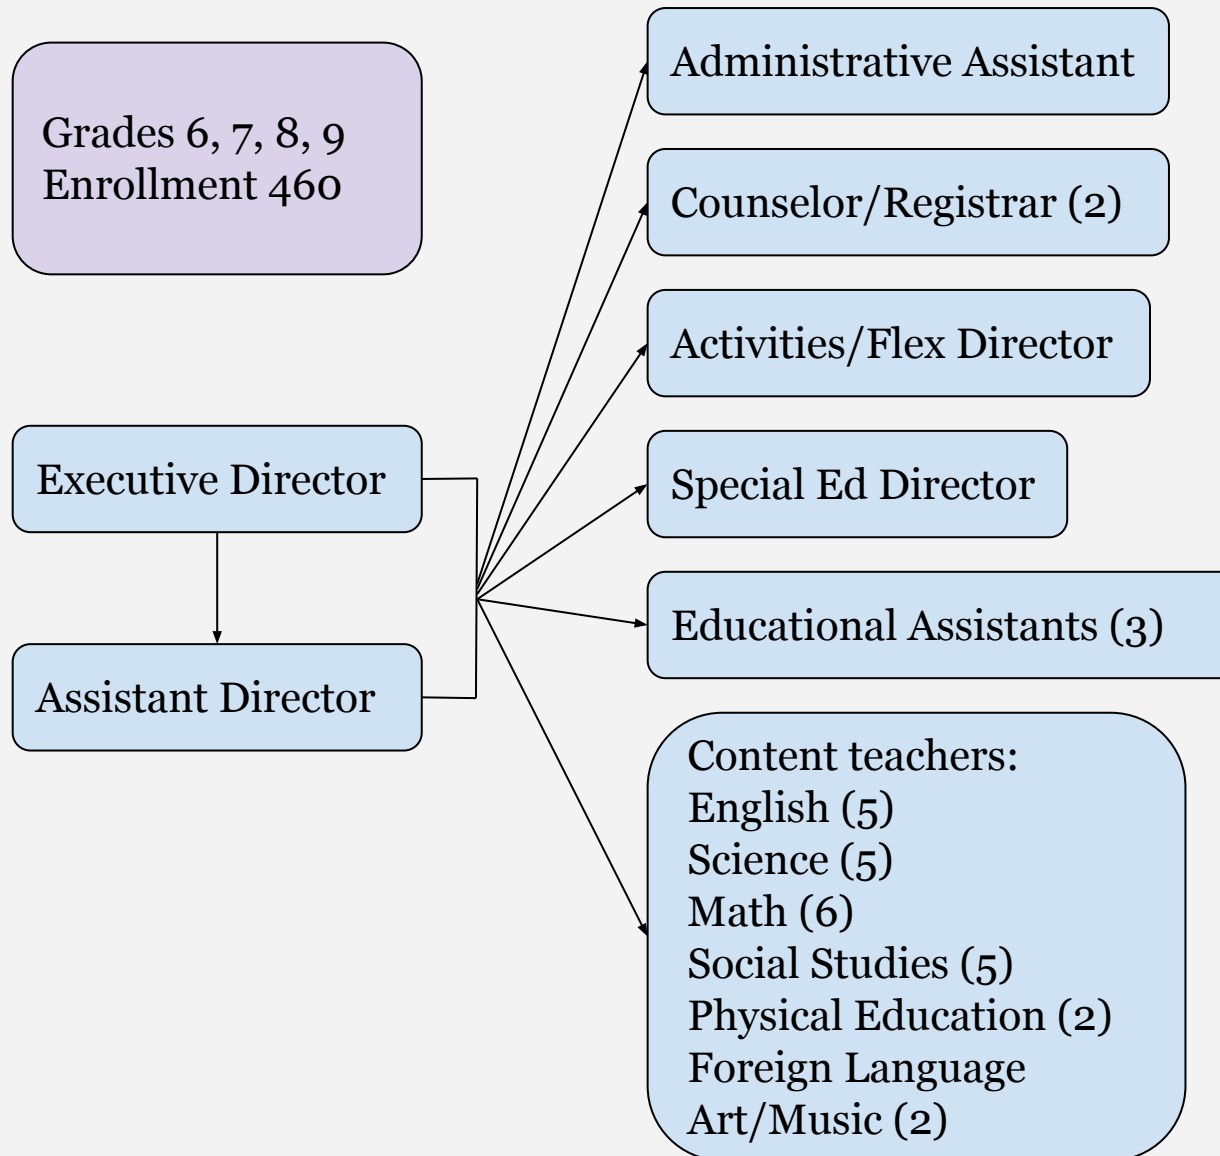 Grades 6, 7, 8, 9
Enrollment 460
Executive Director
Assistant Director
Administrative Assistant
Counselor/Registrar (2)
Activities/Flex Director
Special Ed Director
Educational Assistants (3)
Content teachers:
English (5)
Science (5)
Math (6)
Social Studies (5)
Physical Education (2)
Foreign Language
Art/Music (2)